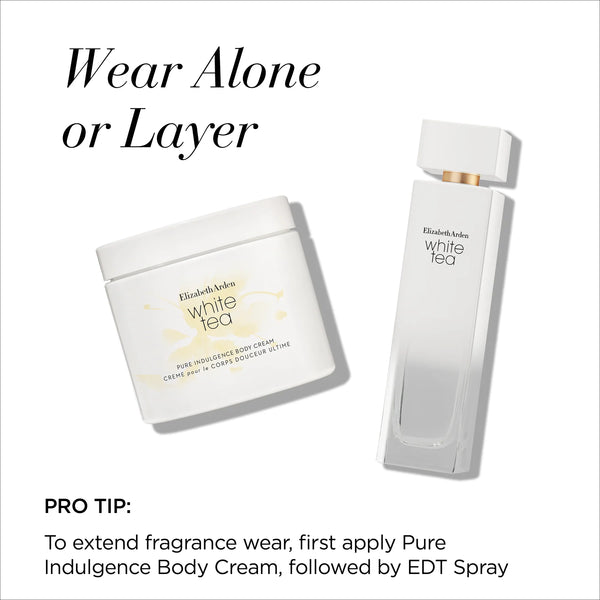 Wear Alone
or Layer
ElizabethArden
white
tea
PURE INDULGENCE BODY CREAM
CRÈME pour le CORPS DOUCEUR ULTIME
ElizabethArden
white
tea
PRO TIP:
To extend fragrance wear, first apply Pure
Indulgence Body Cream, followed by EDT Spray